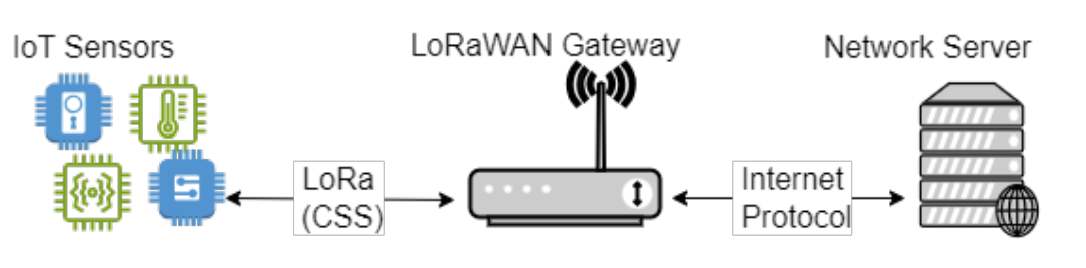 IoT Sensors
LoRaWAN Gateway
Network Server
LoRa
(CSS)
Internet
Protocol